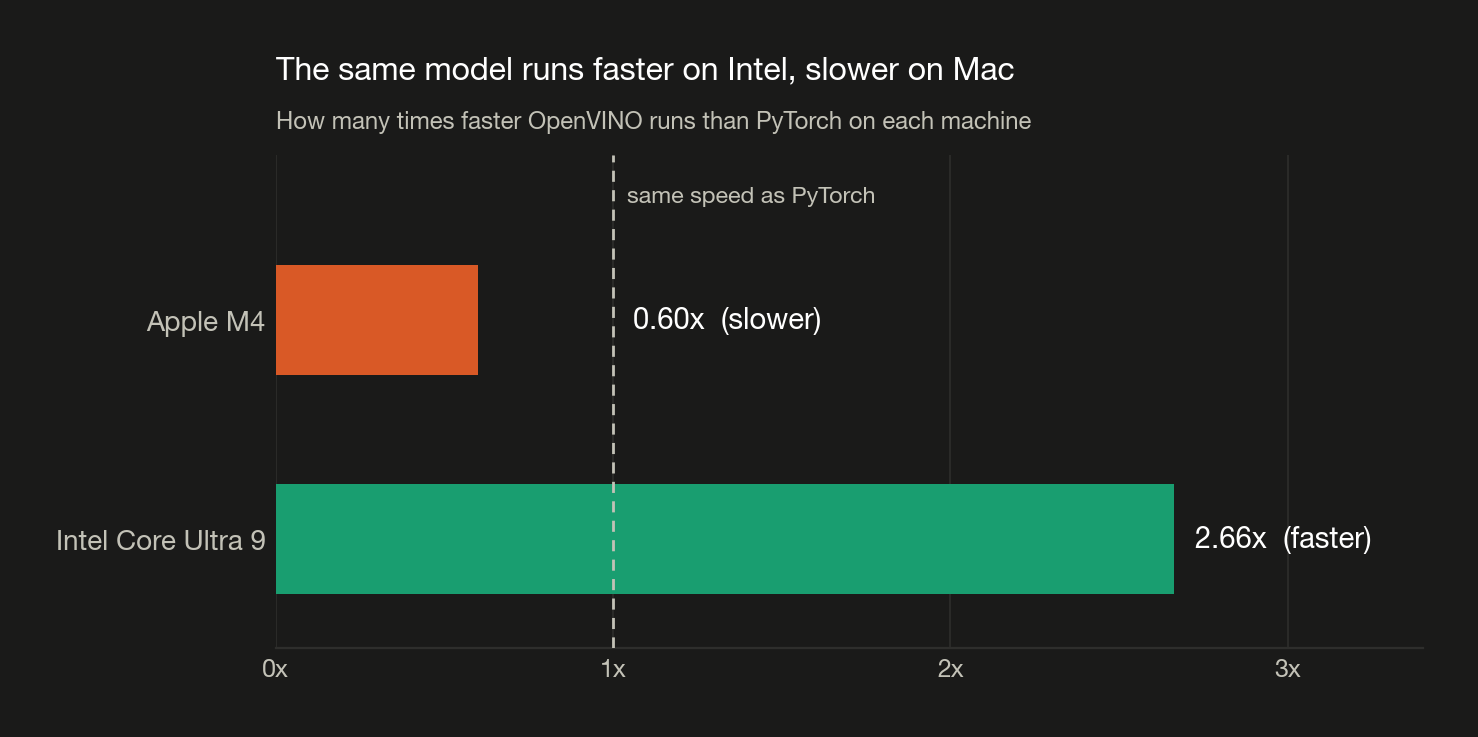 The same model runs faster on Intel, slower on Mac
How many times faster OpenVINO runs than PyTorch on each machine
same speed as PyTorch
Apple M4
0.60x (slower)
Intel Core Ultra 9
2.66x (faster)
0x 1x 2x 3x